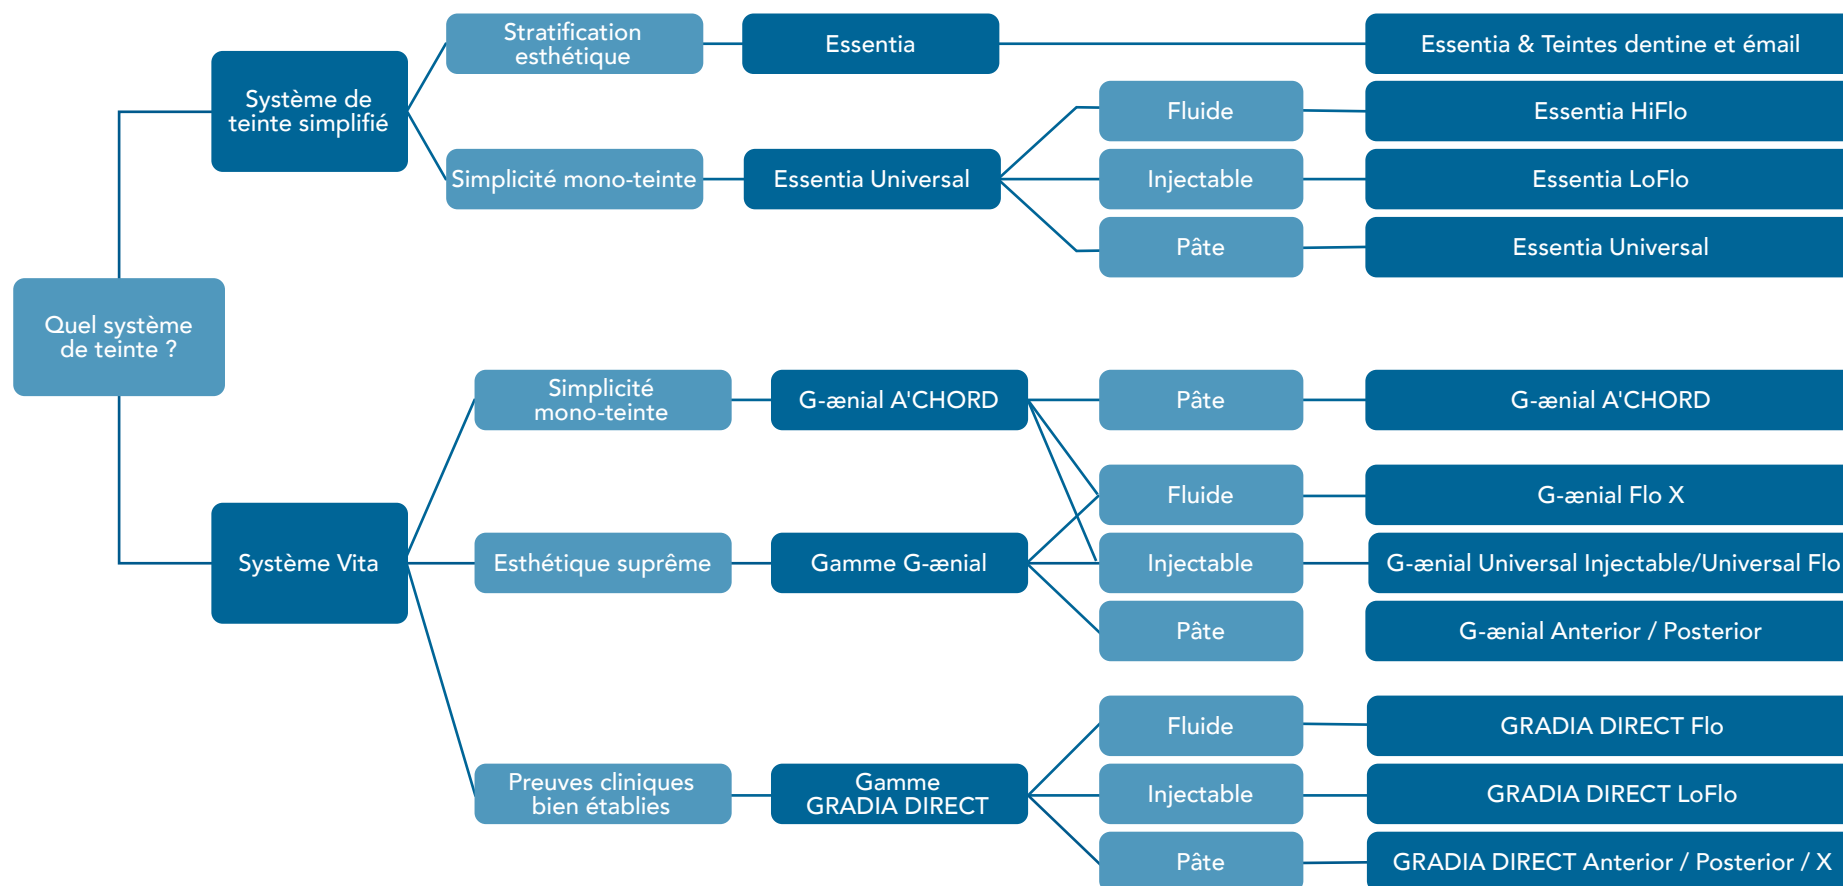 Quel système
de teinte ?
Système de
teinte simplifié
Stratification
esthétique
Essentia
Essentia & Teintes dentine et émail
Simplicité mono-teinte
Essentia Universal
Fluide
Essentia HiFlo
Injectable
Essentia LoFlo
Pâte
Essentia Universal
Système Vita
Simplicité
mono-teinte
G-ænial A'CHORD
Pâte
G-ænial A'CHORD
Esthétique suprême
Gamme G-ænial
Fluide
G-ænial Flo X
Injectable
G-ænial Universal Injectable/Universal Flo
Pâte
G-ænial Anterior / Posterior
Preuves cliniques
bien établies
Gamme
GRADIA DIRECT
Fluide
GRADIA DIRECT Flo
Injectable
GRADIA DIRECT LoFlo
Pâte
GRADIA DIRECT Anterior / Posterior / X